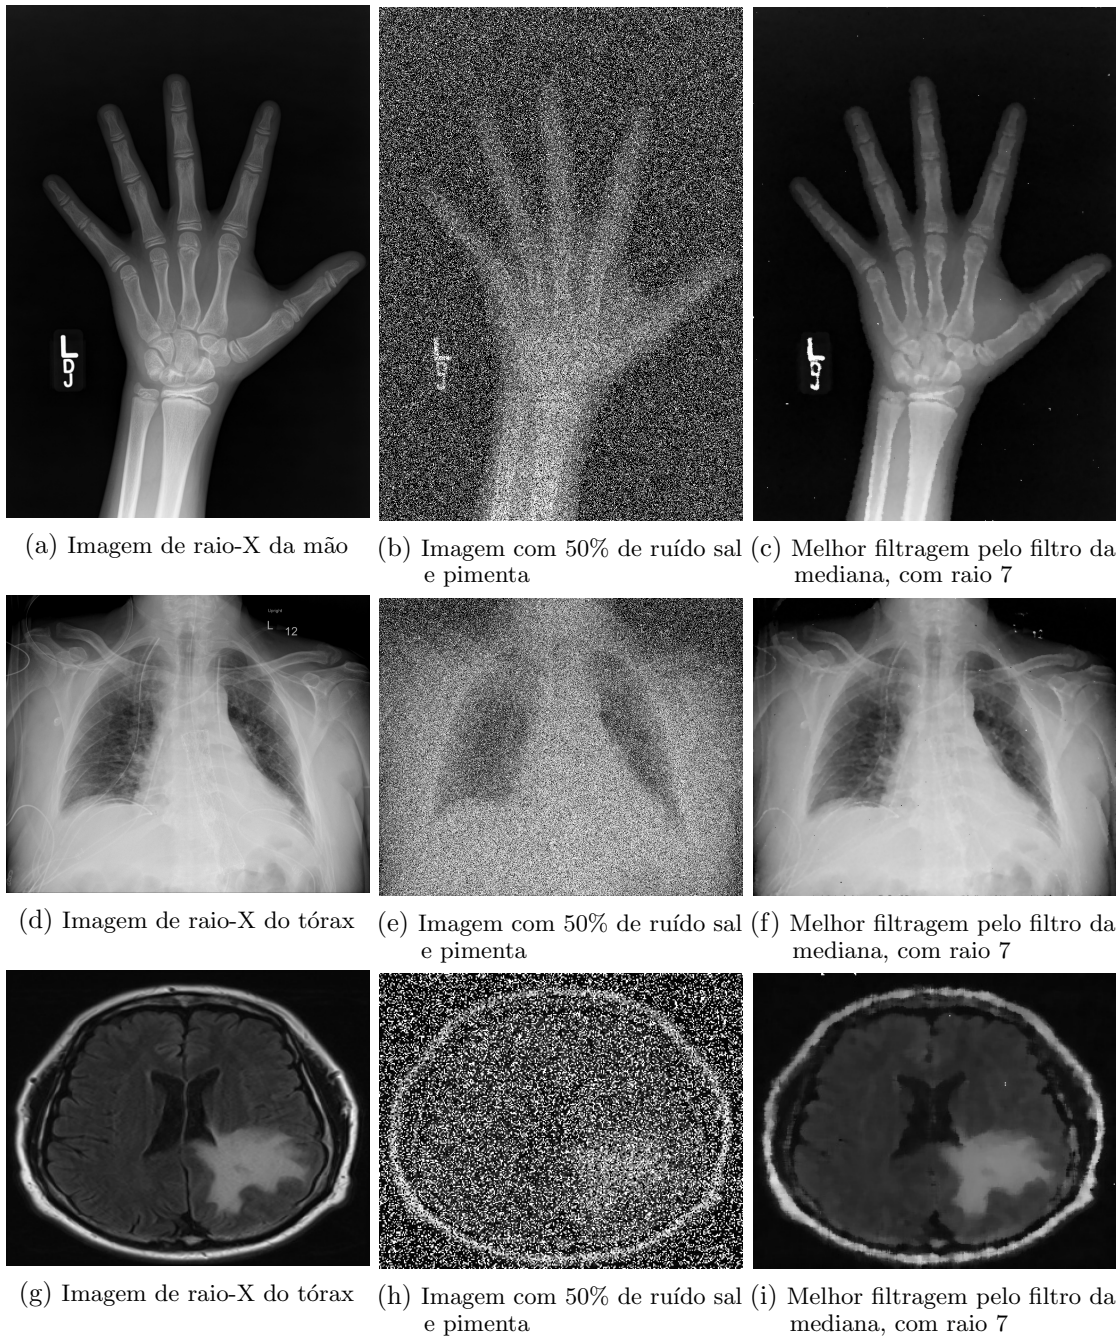 L
D
J
(a) Imagem de raio-X da mão
(b) Imagem com 50% de ruído sal
e pimenta
(c) Melhor filtragem pelo filtro da
mediana, com raio 7
Upright
L 12
(d) Imagem de raio-X do tórax
(e) Imagem com 50% de ruído sal
e pimenta
(f) Melhor filtragem pelo filtro da
mediana, com raio 7
(g) Imagem de raio-X do tórax
(h) Imagem com 50% de ruído sal
e pimenta
(i) Melhor filtragem pelo filtro da
mediana, com raio 7